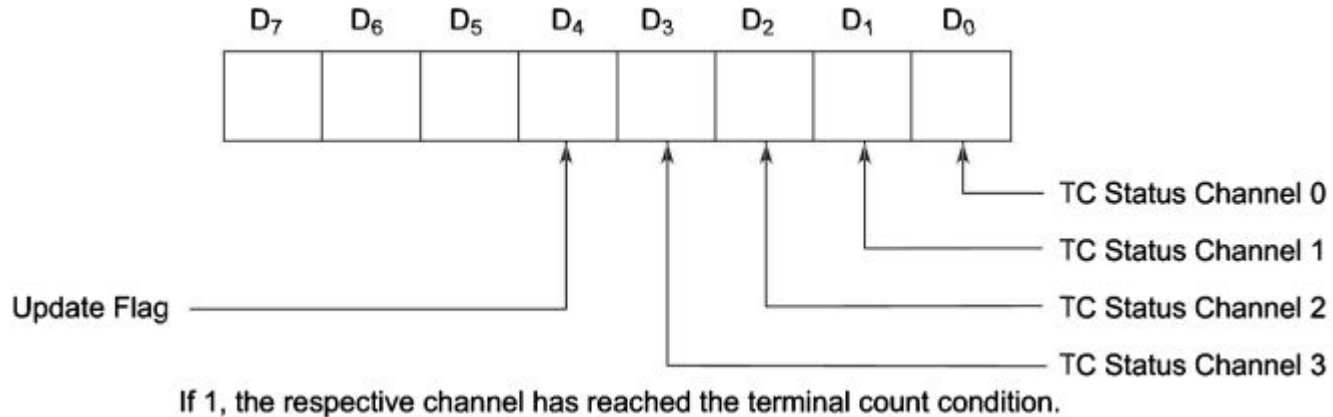 D7 D6 D5 D4 D3 D2 D1 D0
TC Status Channel 0
TC Status Channel 1
Update Flag TC Status Channel 2
TC Status Channel 3
If 1, the respective channel has reached the terminal count condition.